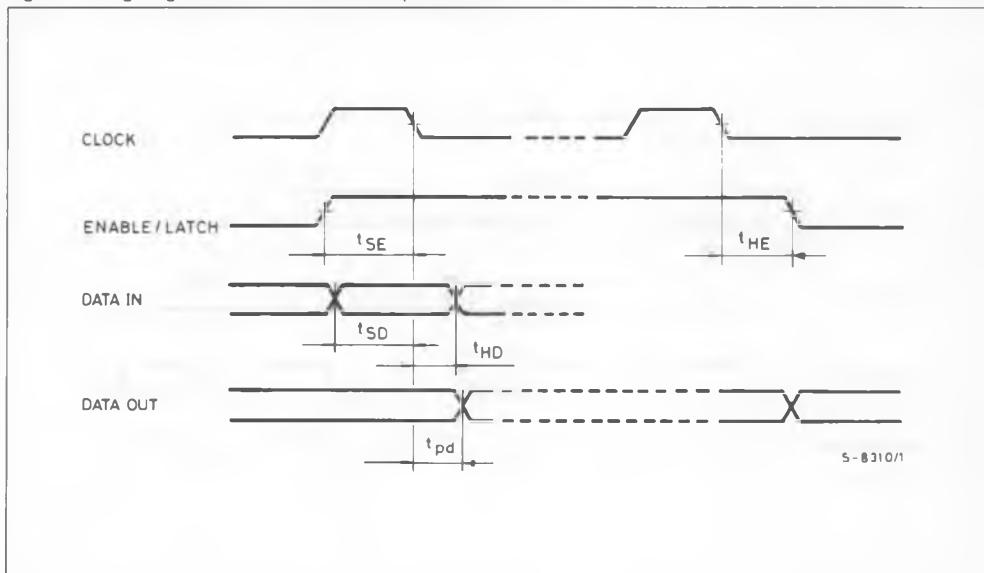 CLOCK
ENABLE/LATCH
tSE
tHE
DATA IN
tSD
tHD
DATA OUT
tpd
S-8310/1